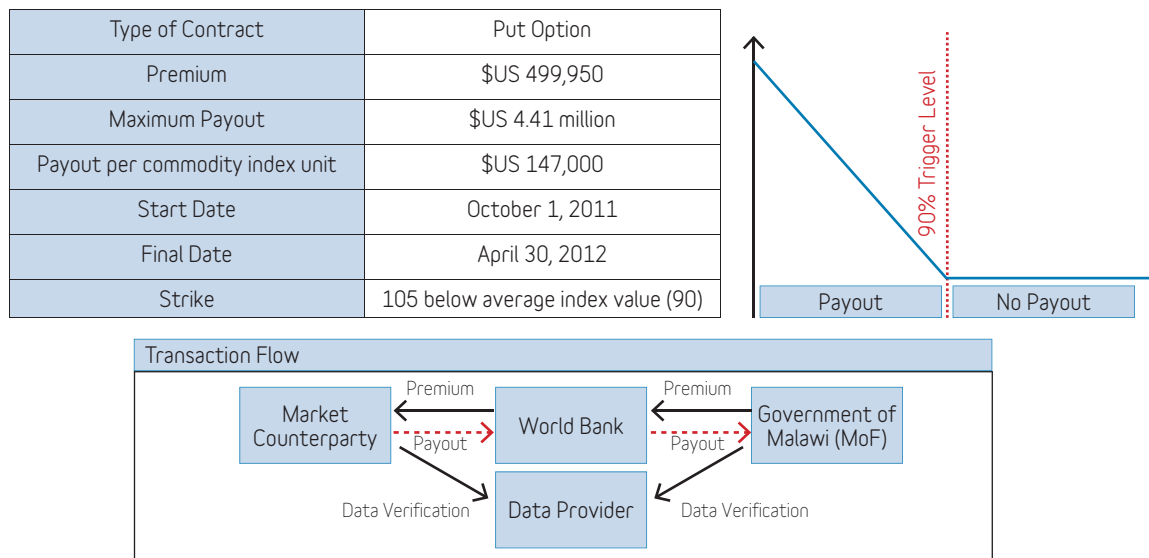 Type of Contract Put Option
Premium $US 499,950
Maximum Payout $US 4.41 million
Payout per commodity index unit $US 147,000
Start Date October 1, 2011
Final Date April 30, 2012
Strike 105 below average index value (90)
90% Trigger Level
Payout No Payout
Transaction Flow
Premium Premium
Market
Counterparty
World Bank
Government of
Malawi (MoF)
Payout Payout
Data Verification
Data Provider
Data Verification